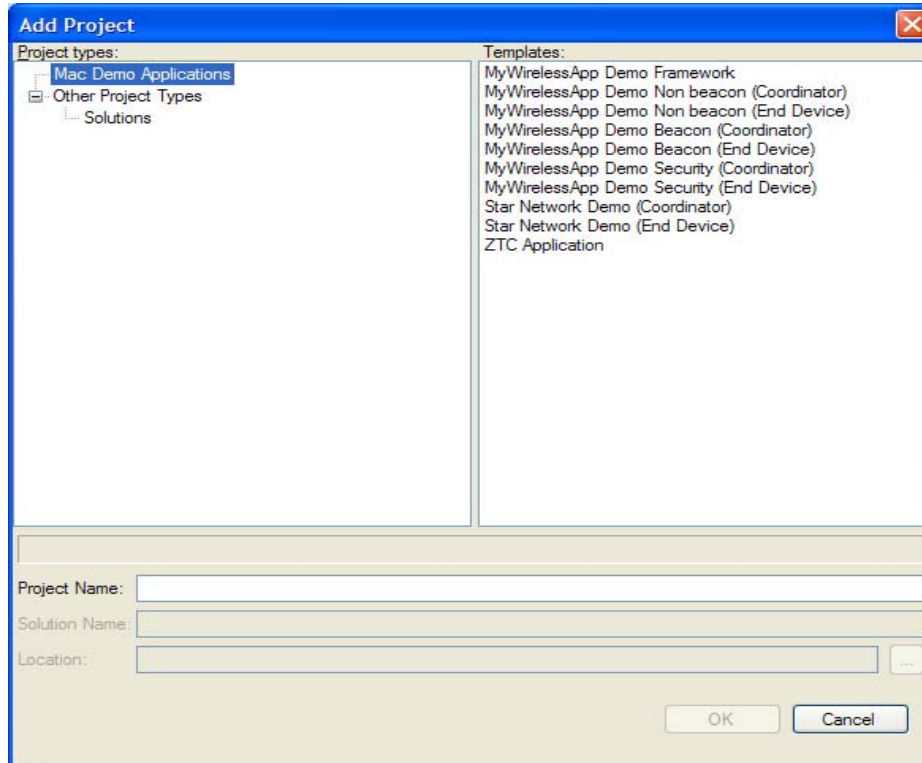 Add Project
Project types:
Templates:
Mac Demo Applications
Other Project Types
Solutions
MyWirelessApp Demo Framework
MyWirelessApp Demo Non beacon (Coordinator)
MyWirelessApp Demo Non beacon (End Device)
MyWirelessApp Demo Beacon (Coordinator)
MyWirelessApp Demo Beacon (End Device)
MyWirelessApp Demo Security (Coordinator)
MyWirelessApp Demo Security (End Device)
Star Network Demo (Coordinator)
Star Network Demo (End Device)
ZTC Application
Project Name:
Solution Name:
Location:
...
OK
Cancel